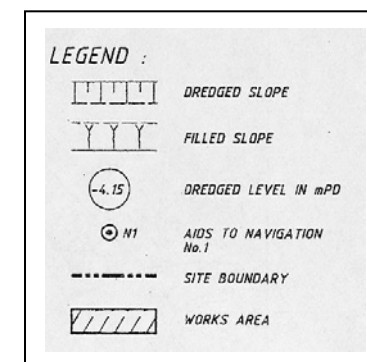 LEGEND :
DREDGED SLOPE
FILLED SLOPE
-4.15 DREDGED LEVEL IN mPD
N1 AIDS TO NAVIGATION
No.1
SITE BOUNDARY
WORKS AREA